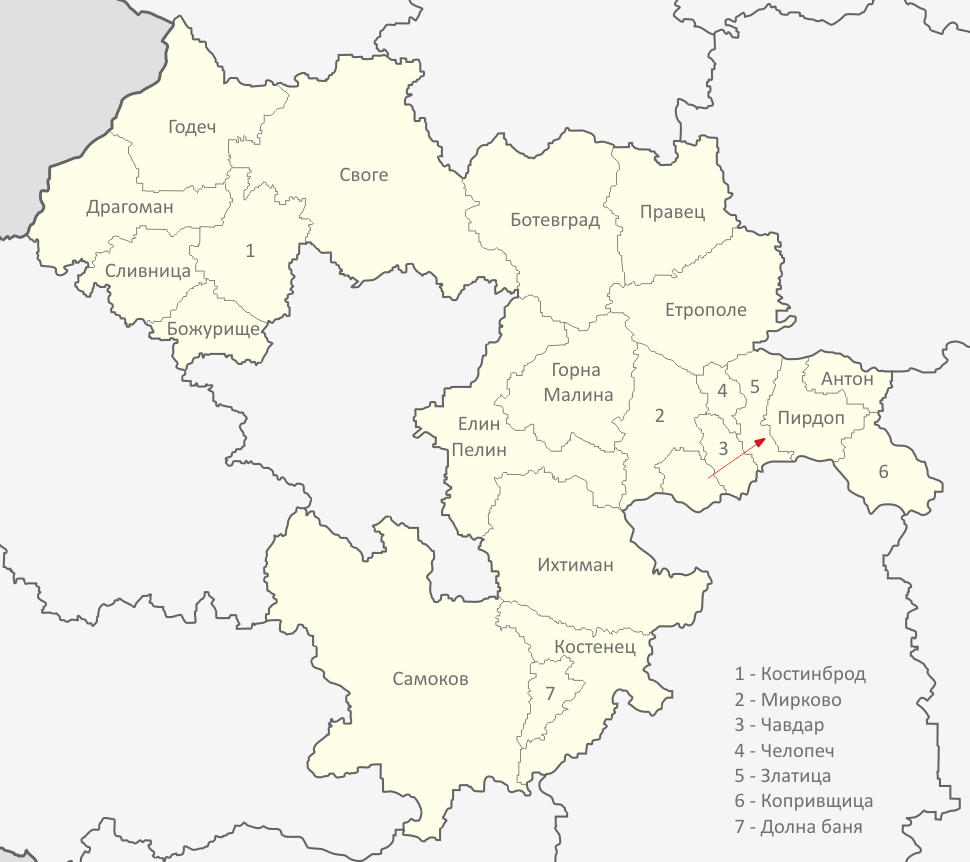 Годеч
Своге
Драгоман
Ботевград
Правец
1
Сливница
Божурище
Етрополе
Горна
Малина
4
5
Антон
2
Пирдоп
Елин
Пелин
3
6
Ихтиман
Костенец
Самоков
7
1 - Костинброд
2 - Мирково
3 - Чавдар
4 - Челопеч
5 - Златица
6 - Копривщица
7 - Долна баня